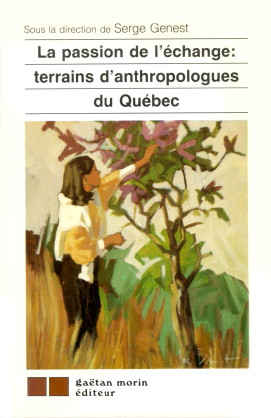 Sous la direction de Serge Genest
La passion de l'échange:
terrains d'anthropologues
du Québec
gaëtan morin
éditeur